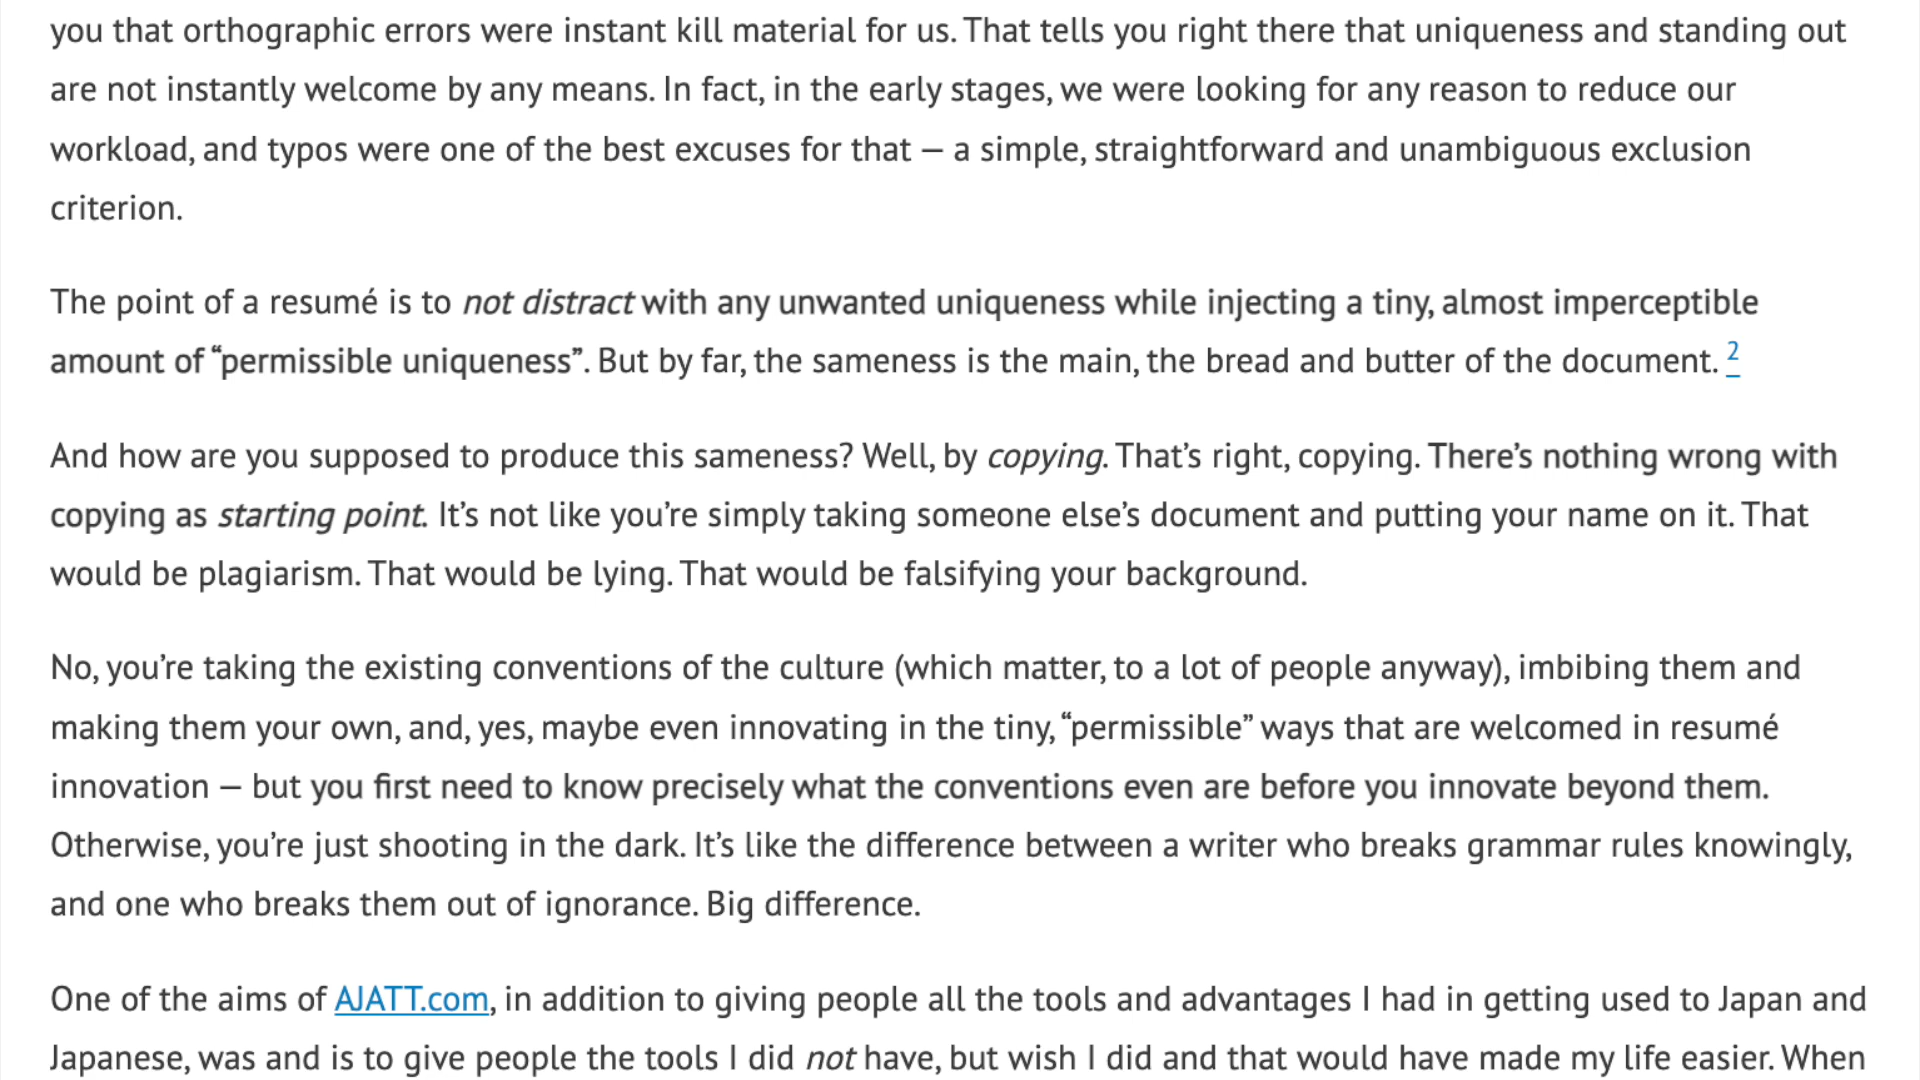 you that orthographic errors were instant kill material for us. That tells you right there that uniqueness and standing out
are not instantly welcome by any means. In fact, in the early stages, we were looking for any reason to reduce our
workload, and typos were one of the best excuses for that — a simple, straightforward and unambiguous exclusion
criterion.
The point of a resumé is to not distract with any unwanted uniqueness while injecting a tiny, almost imperceptible
amount of “permissible uniqueness”. But by far, the sameness is the main, the bread and butter of the document. 2
And how are you supposed to produce this sameness? Well, by copying. That’s right, copying. There’s nothing wrong with
copying as starting point. It’s not like you’re simply taking someone else’s document and putting your name on it. That
would be plagiarism. That would be lying. That would be falsifying your background.
No, you’re taking the existing conventions of the culture (which matter, to a lot of people anyway), imbibing them and
making them your own, and, yes, maybe even innovating in the tiny, “permissible” ways that are welcomed in resumé
innovation — but you first need to know precisely what the conventions even are before you innovate beyond them.
Otherwise, you’re just shooting in the dark. It’s like the difference between a writer who breaks grammar rules knowingly,
and one who breaks them out of ignorance. Big difference.
One of the aims of AJATT.com, in addition to giving people all the tools and advantages I had in getting used to Japan and
Japanese, was and is to give people the tools I did not have, but wish I did and that would have made my life easier. When